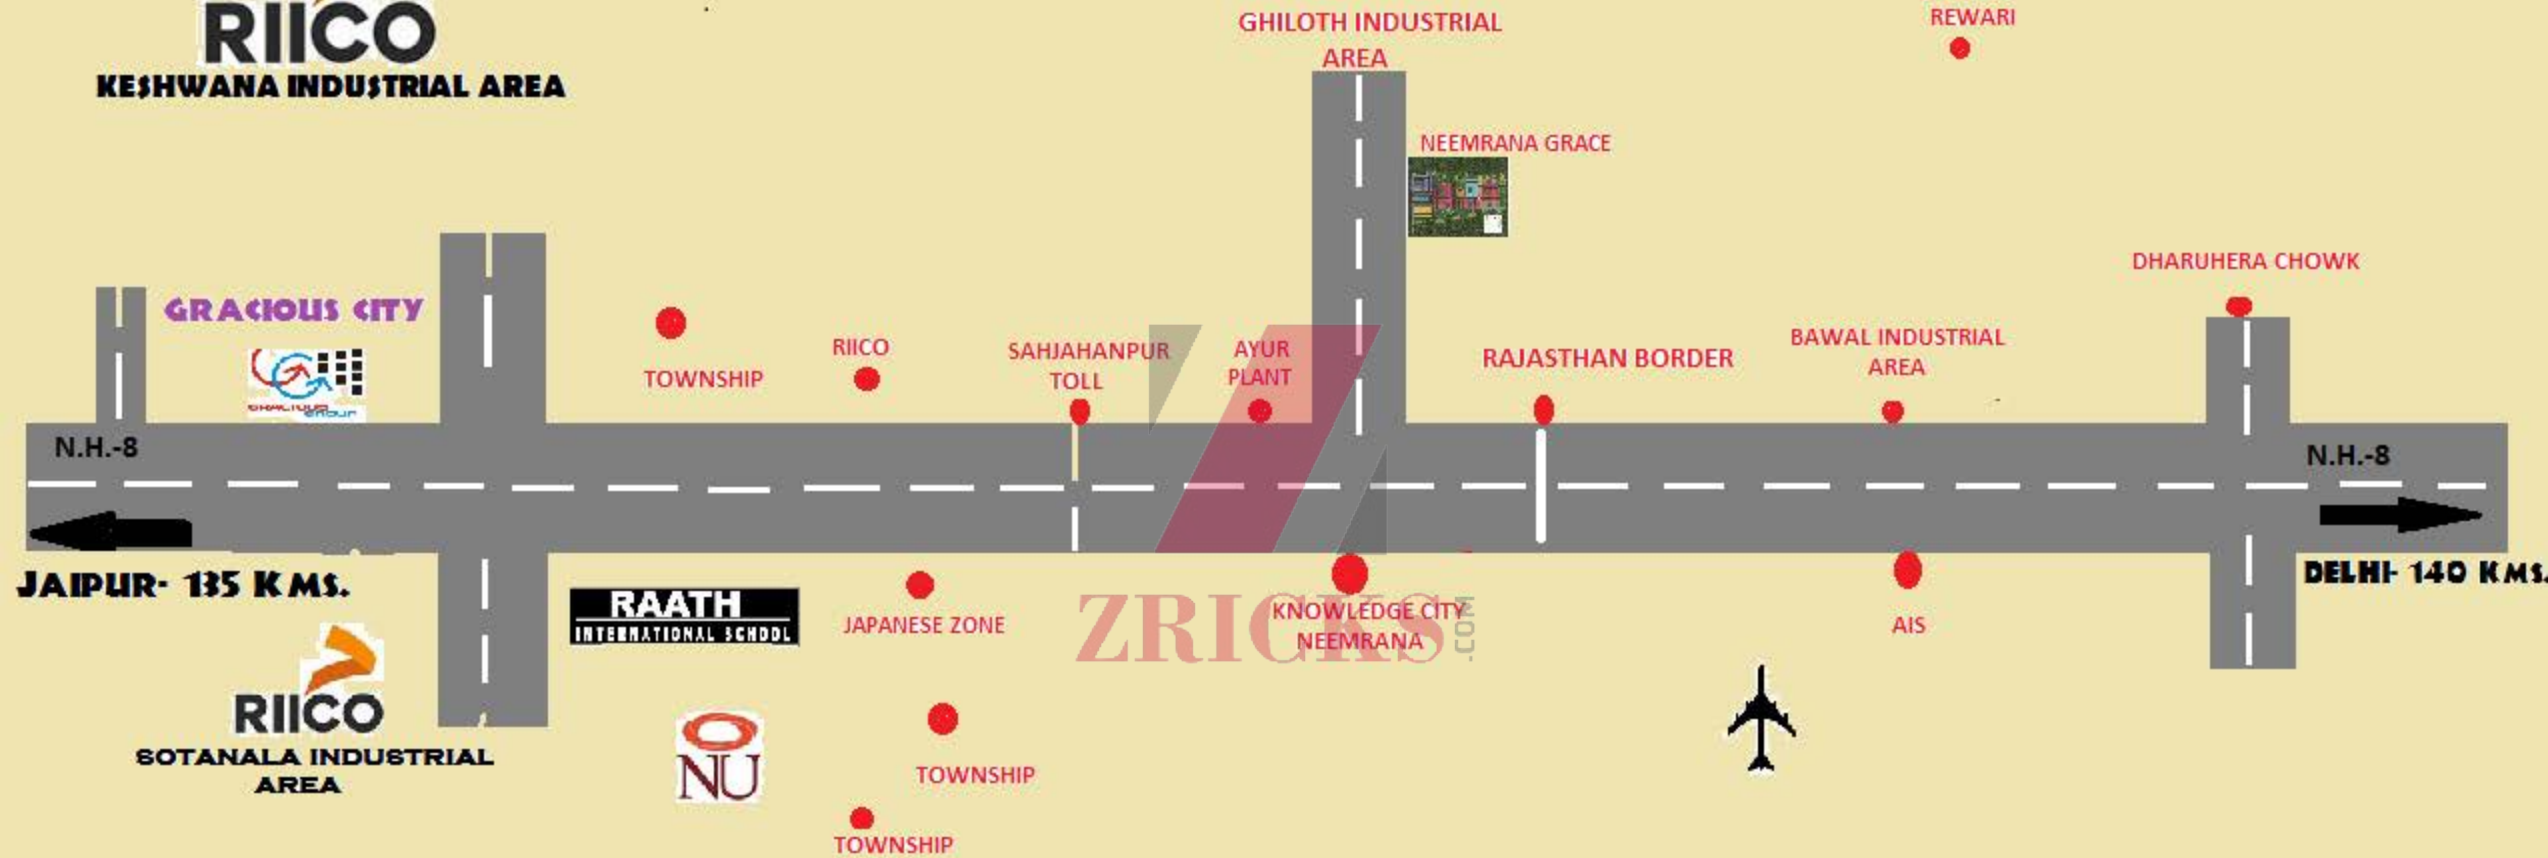 RIICO
KESHWANA INDUSTRIAL AREA
GHILOTH INDUSTRIAL
AREA
REWARI
NEEMRANA GRACE
GRACIOUS CITY
GRACIOUS GROUP
TOWNSHIP
RIICO
SAHJAHANPUR
TOLL
AYUR
PLANT
RAJASTHAN BORDER
BAWAL INDUSTRIAL
AREA
DHARUHERA CHOWK
N.H.-8
N.H.-8
JAIPUR- 135 KMS.
DELHI- 140 KMS.
RAATH
INTERNATIONAL SCHOOL
JAPANESE ZONE
KNOWLEDGE CITY
NEEMRANA
ZRICKS.COM
AIS
RIICO
SOTANALA INDUSTRIAL
AREA
NU
TOWNSHIP
TOWNSHIP